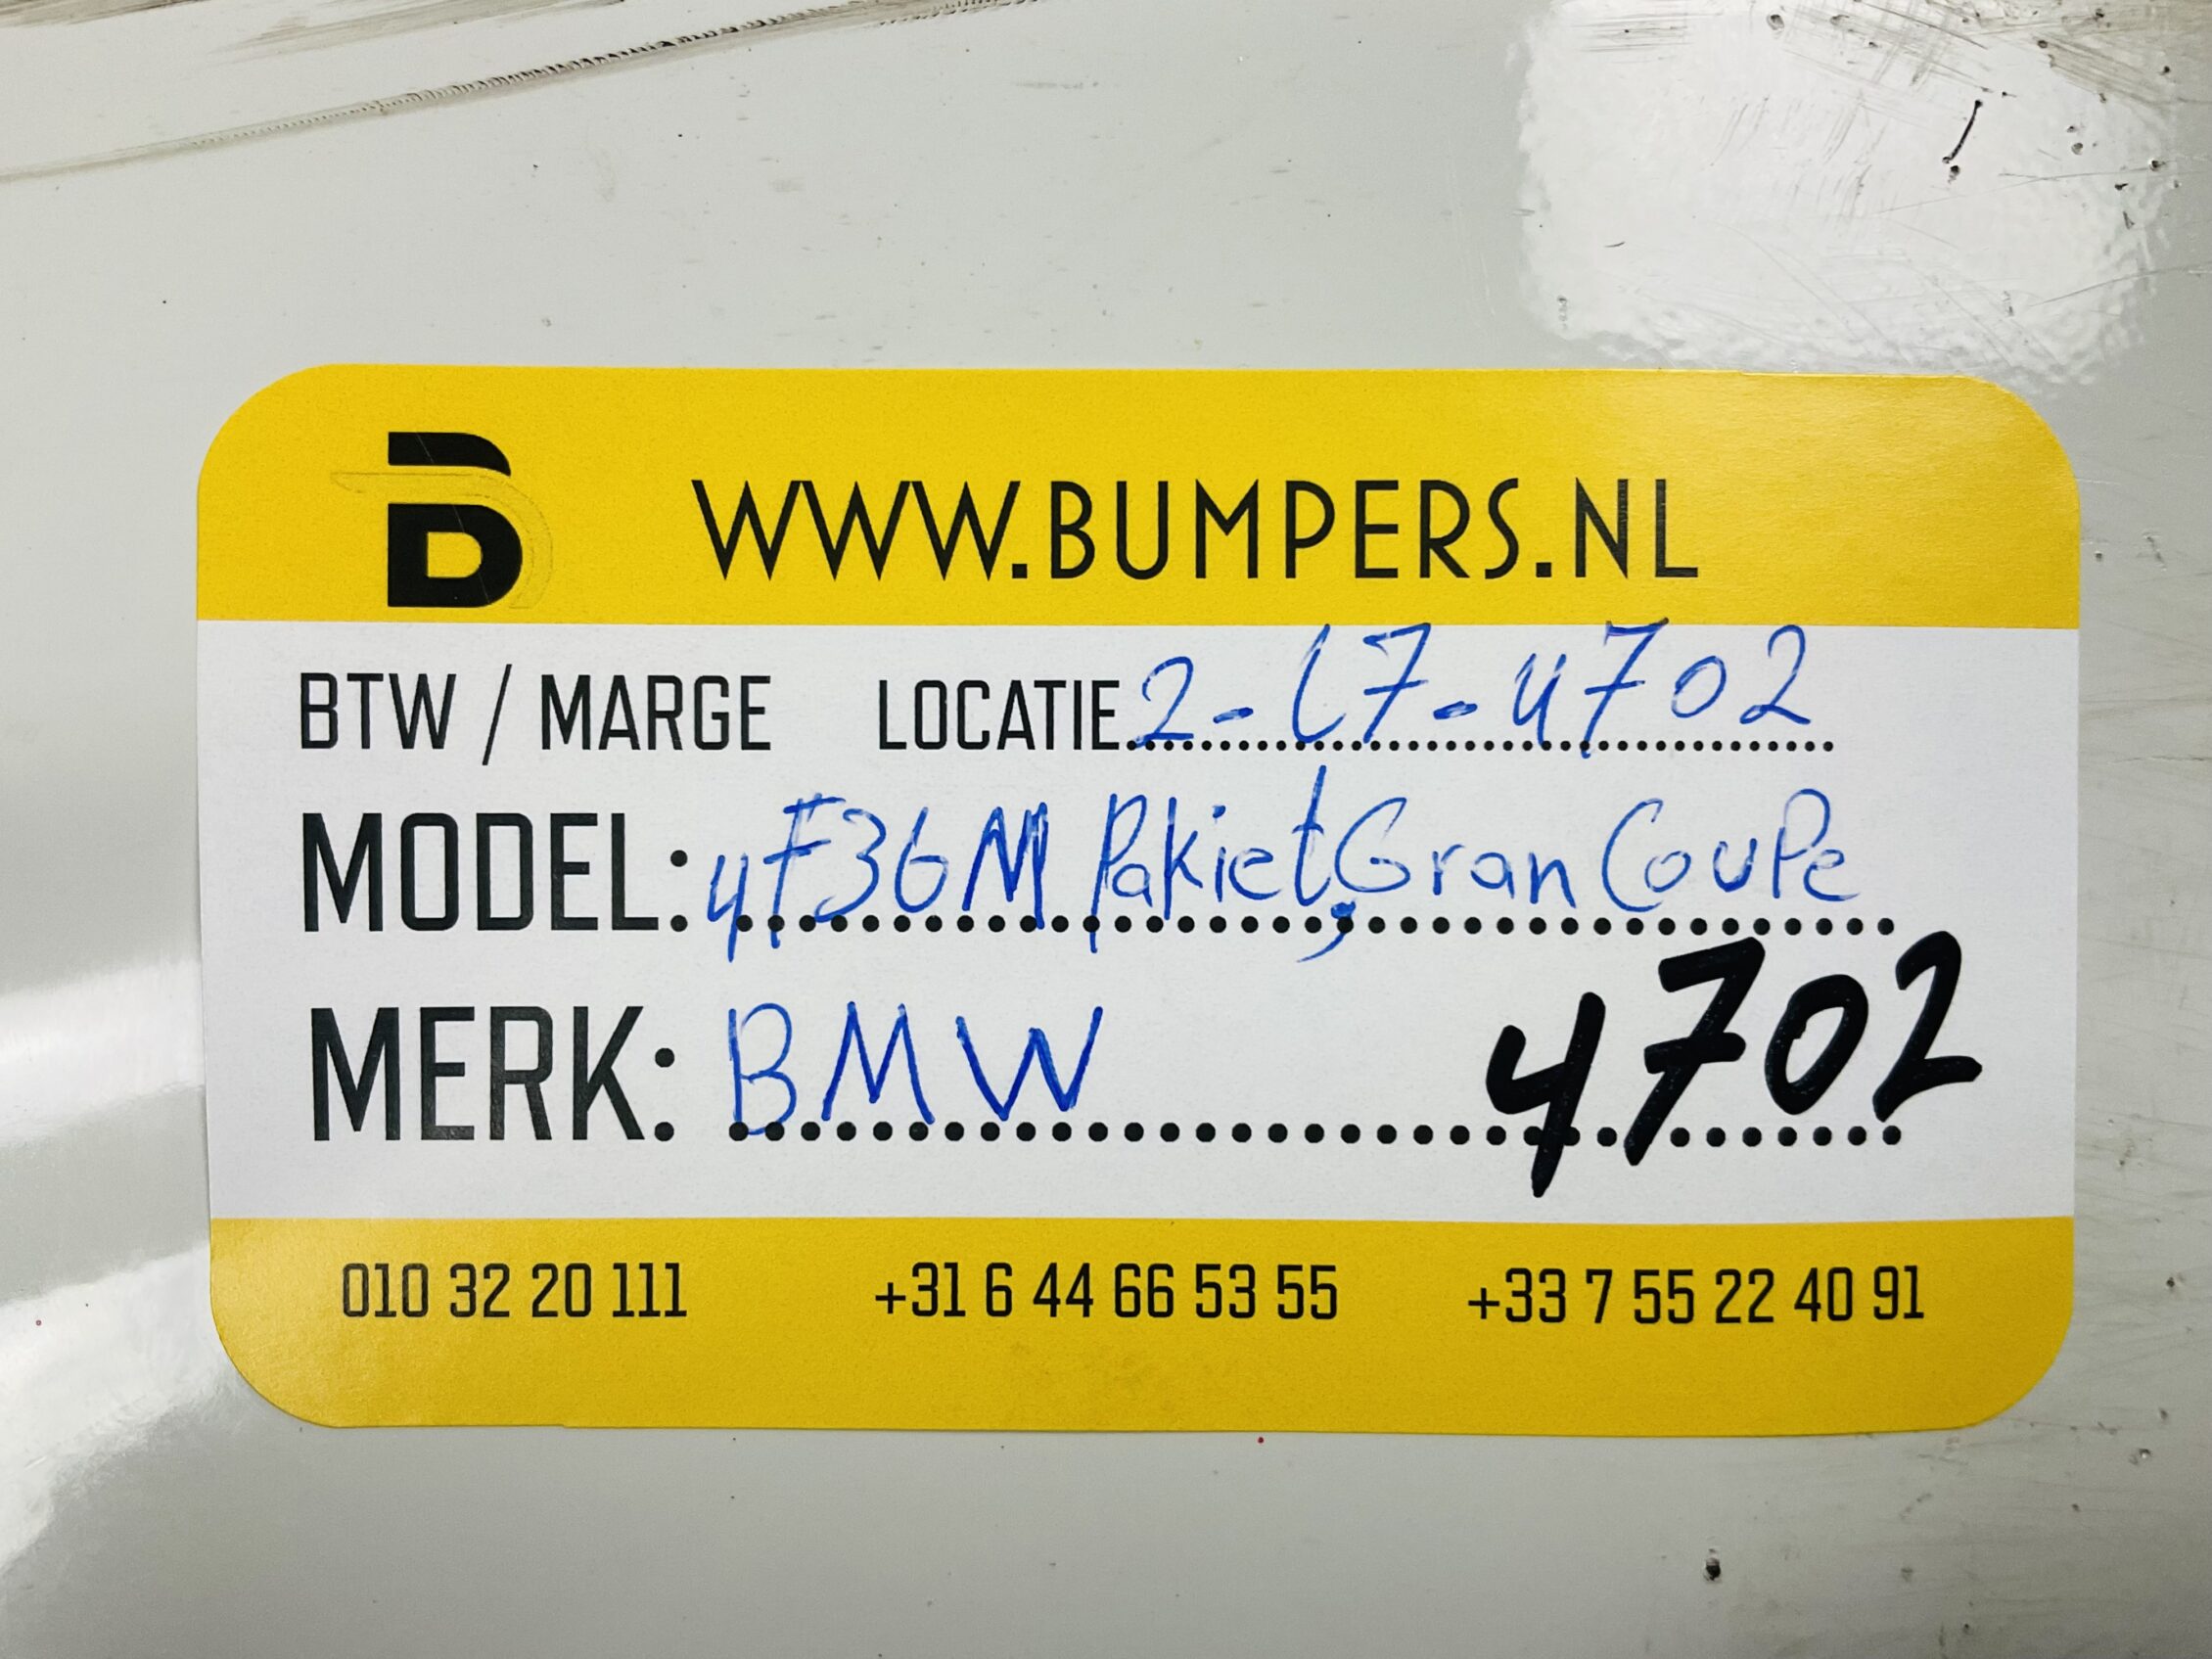 B WWW.BUMPERS.NL
BTW / MARGE LOCATIE 2-L7-4702
MODEL: 4F36 M Pakiet, Gran Coupe
MERK: BMW 4702
010 32 20 111 +31 6 44 66 53 55 +33 7 55 22 40 91